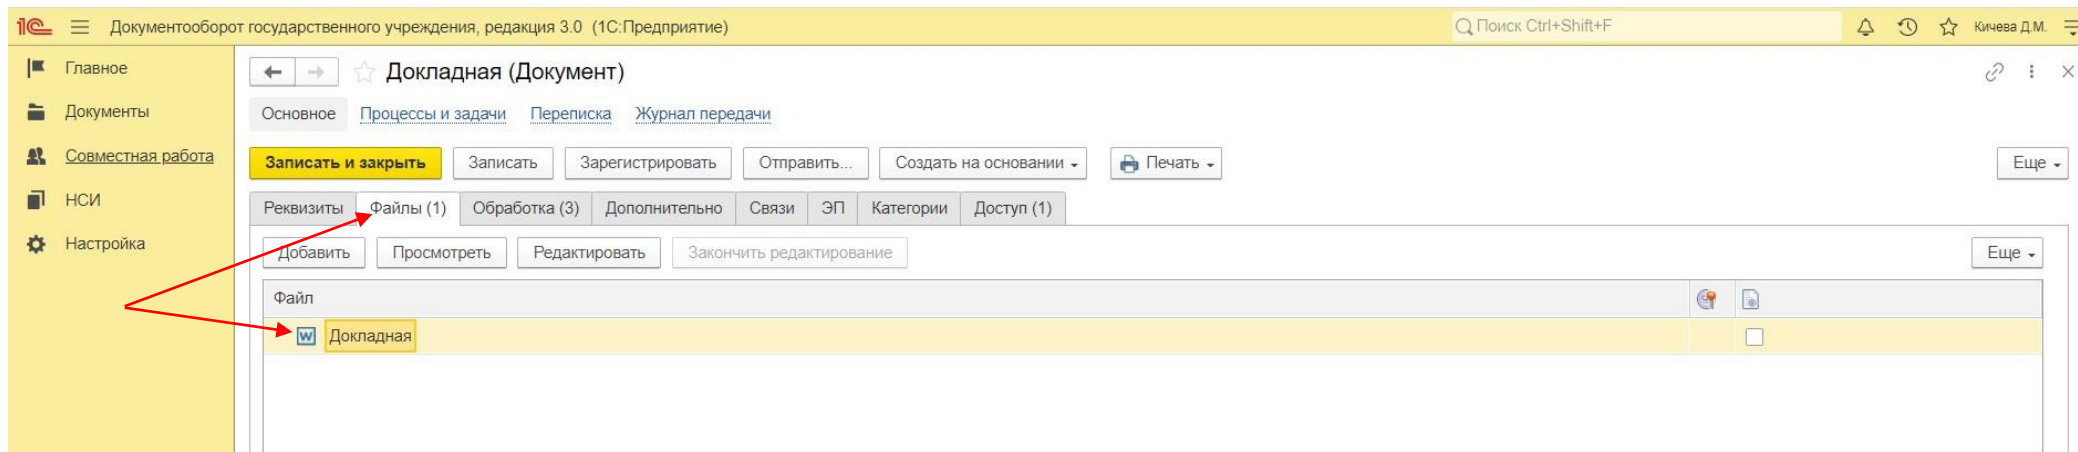 1С Документооборот государственного учреждения, редакция 3.0 (1С:Предприятие) Поиск Ctrl+Shift+F Кичева Д.М.
Главное
Документы
Совместная работа
НСИ
Настройка
Докладная (Документ)
Основное Процессы и задачи Переписка Журнал передачи
Записать и закрыть Записать Зарегистрировать Отправить... Создать на основании Печать Еще
Реквизиты Файлы (1) Обработка (3) Дополнительно Связи ЭП Категории Доступ (1)
Добавить Просмотреть Редактировать Закончить редактирование Еще
Файл
W Докладная